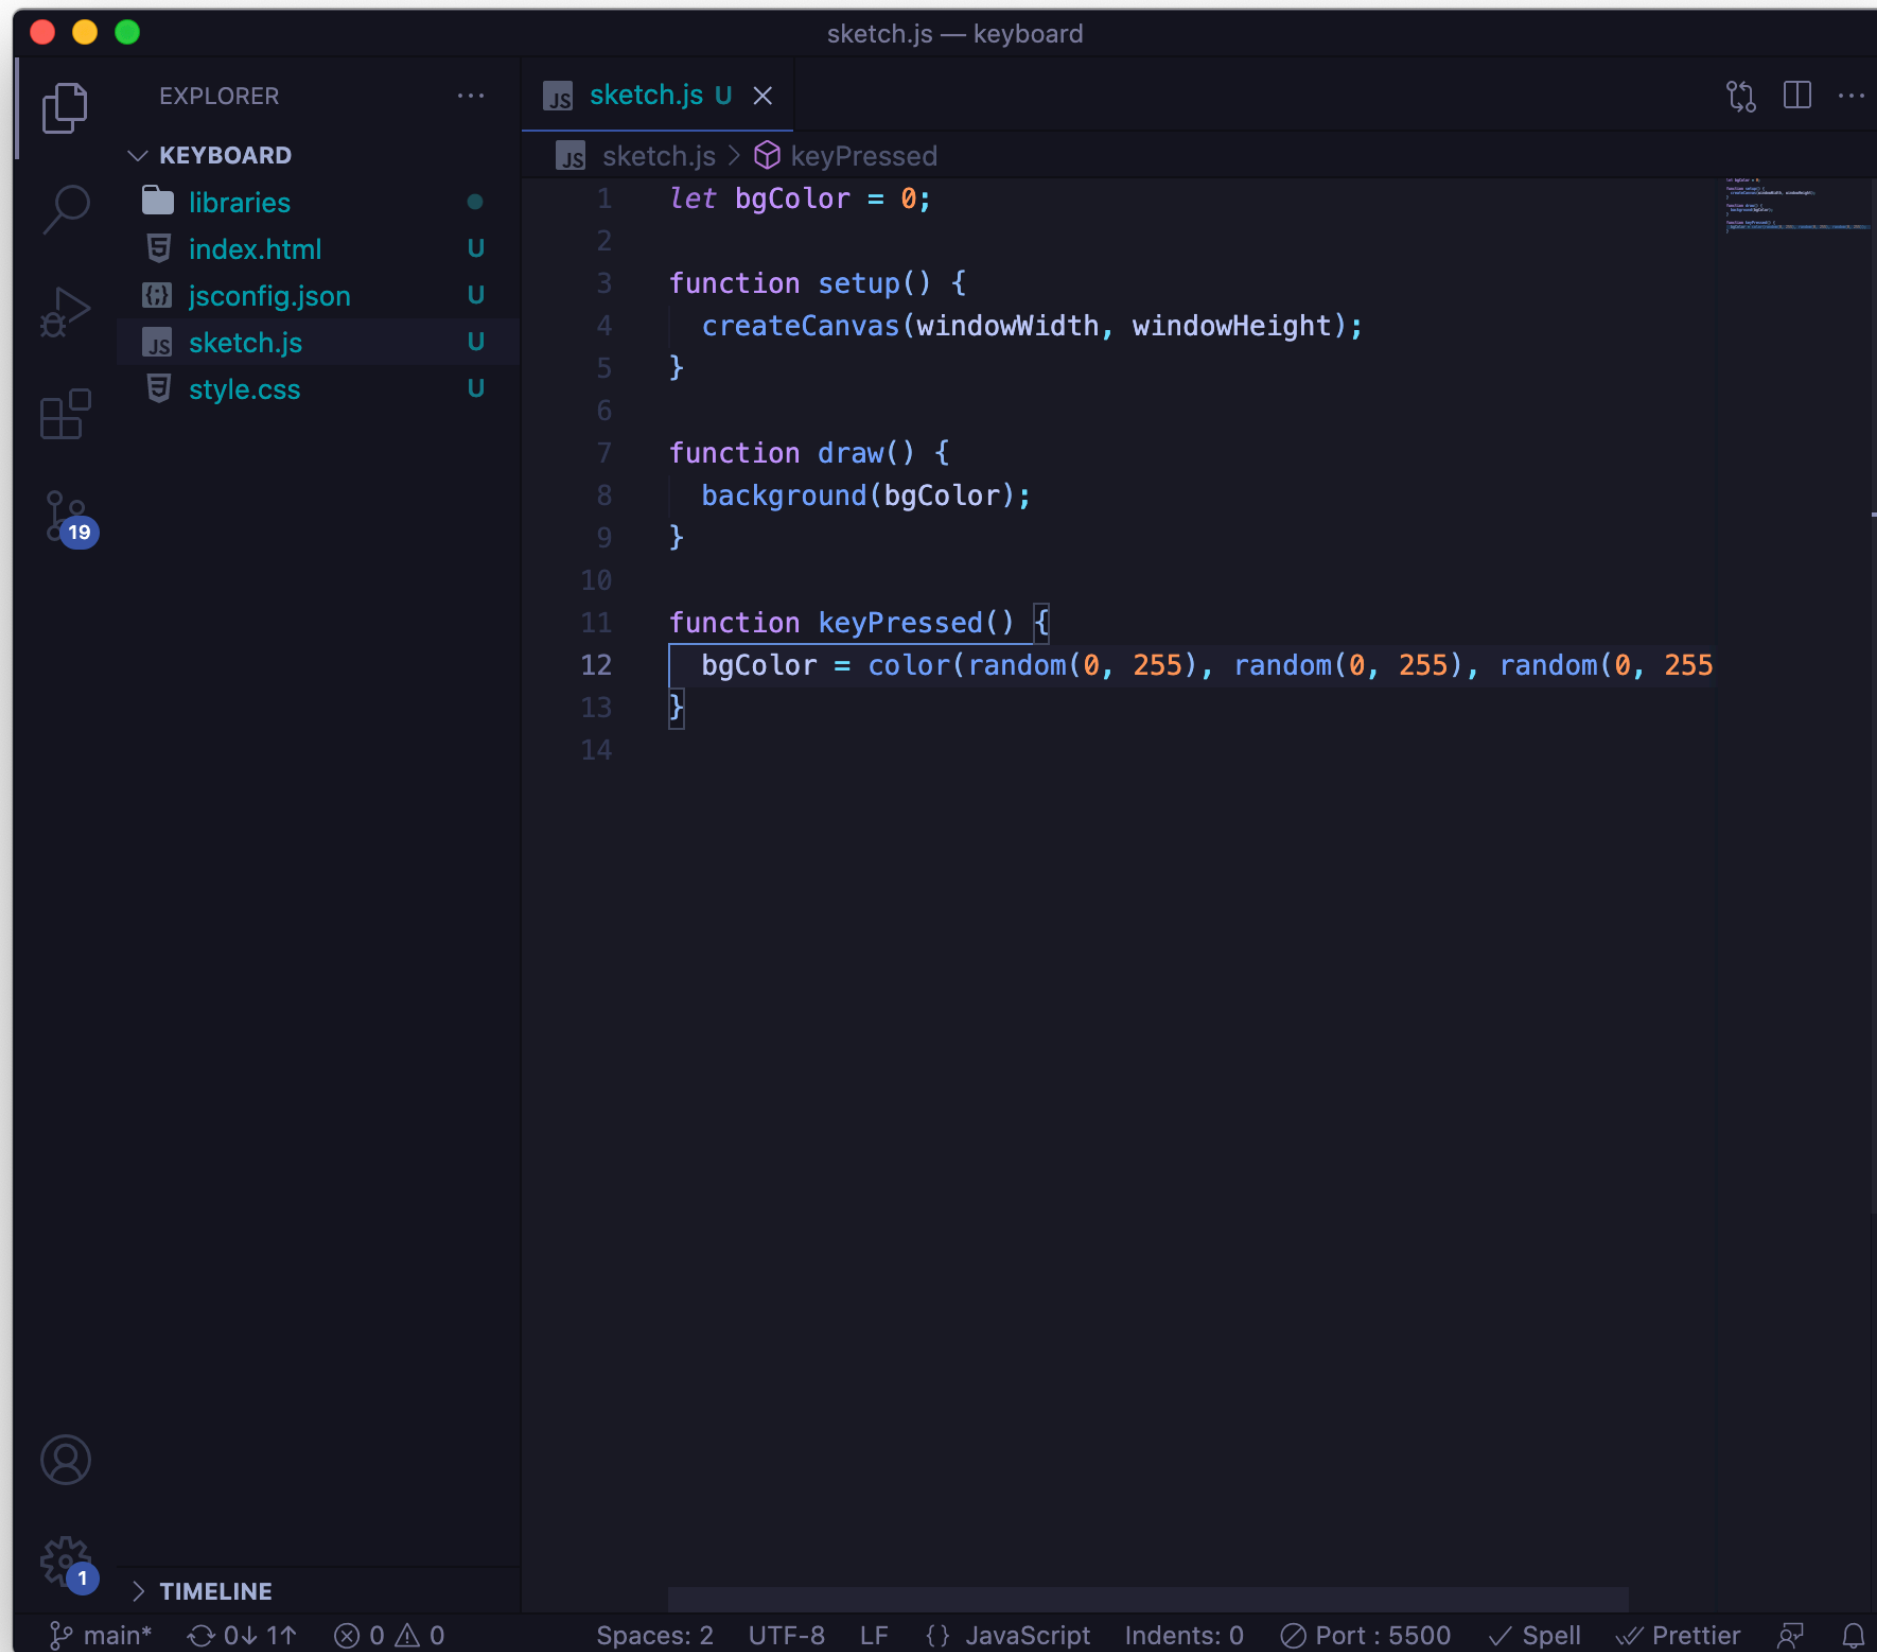 sketch.js — keyboard
EXPLORER
KEYBOARD
libraries
index.html U
jsconfig.json U
sketch.js U
style.css U
19
1
TIMELINE
JS sketch.js U
JS sketch.js > keyPressed
1 let bgColor = 0;
2
3 function setup() {
4 createCanvas(windowWidth, windowHeight);
5 }
6
7 function draw() {
8 background(bgColor);
9 }
10
11 function keyPressed() {
12 bgColor = color(random(0, 255), random(0, 255), random(0, 255
13 }
14
main* 0↓ 1↑ 0 0 Spaces: 2 UTF-8 LF {} JavaScript Indents: 0 Port : 5500 Spell Prettier